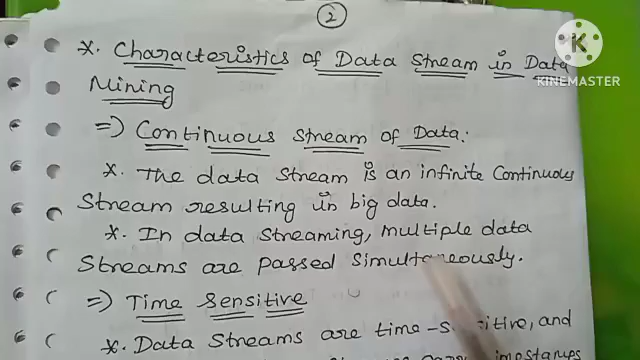 2
*. Characteristics of Data Stream in Data
Mining
=) Continuous Stream of Data:
*. The data stream is an infinite continuous
stream resulting in big data.
*. In data streaming, multiple data
streams are passed simultaneously.
=) Time Sensitive
*. Data Streams are time-sensitive, and
K
KINEMASTER